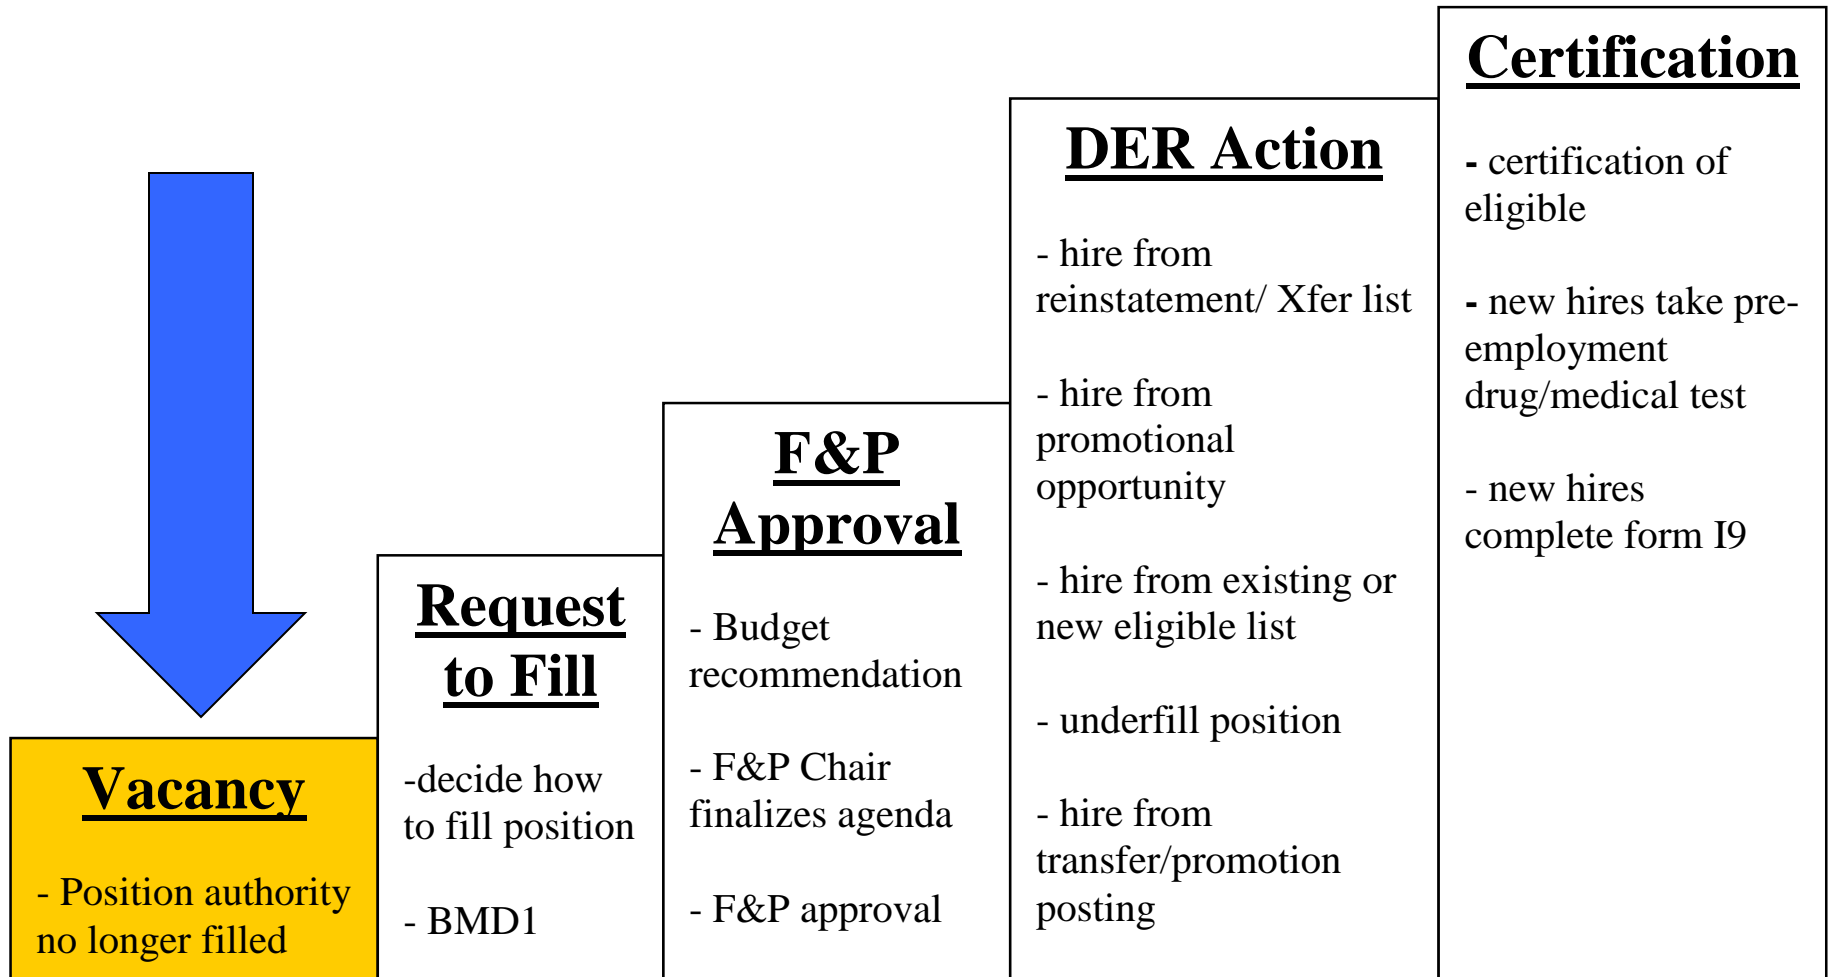 Vacancy
- Position authority
no longer filled
Request
to Fill
-decide how
to fill position
- BMD1
F&P
Approval
- Budget
recommendation
- F&P Chair
finalizes agenda
- F&P approval
DER Action
- hire from
reinstatement/ Xfer list
- hire from
promotional
opportunity
- hire from existing or
new eligible list
- underfill position
- hire from
transfer/promotion
posting
Certification
- certification of
eligible
- new hires take pre-
employment
drug/medical test
- new hires
complete form I9